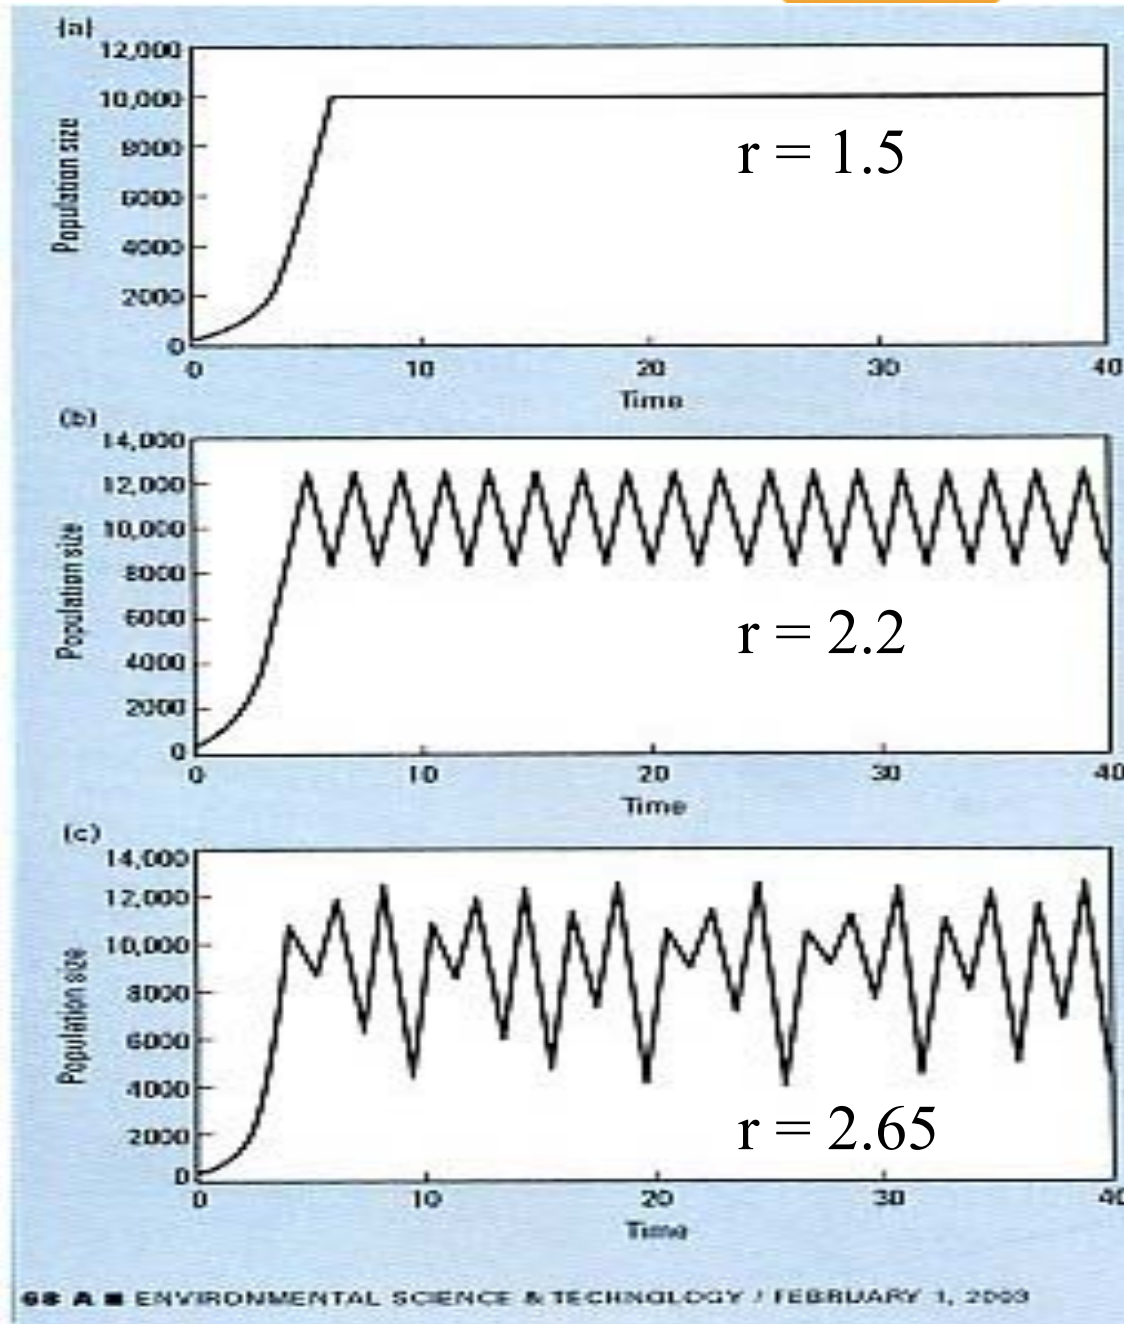 (a)
12,000
10,000
8000
6000
4000
2000
0
Population size
r = 1.5
0 10 20 30 40
Time
(b)
14,000
12,000
10,000
8000
6000
4000
2000
0
Population size
r = 2.2
0 10 20 30 40
Time
(c)
14,000
12,000
10,000
8000
6000
4000
2000
0
Population size
r = 2.65
0 10 20 30 40
Time
68 A ■ ENVIRONMENTAL SCIENCE & TECHNOLOGY / FEBRUARY 1, 2003